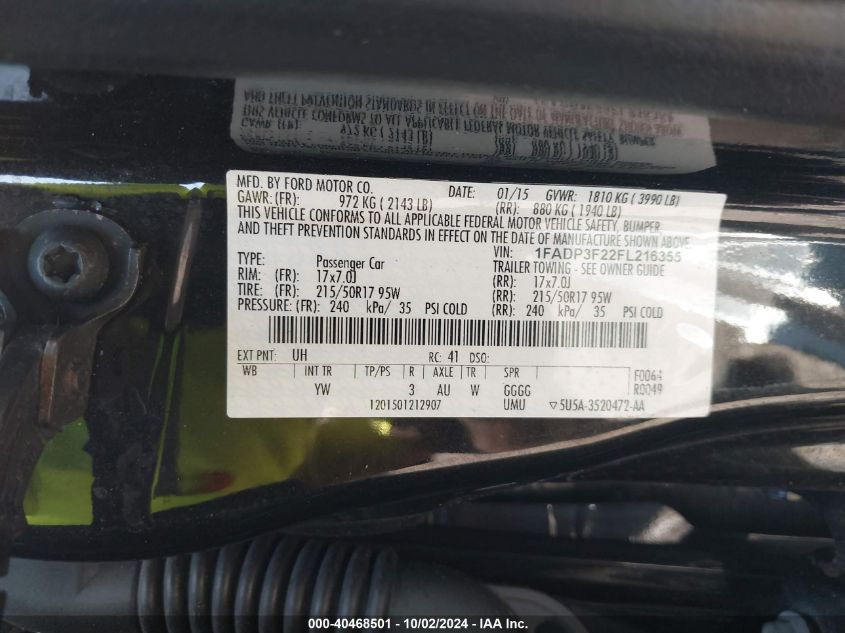 MFD. BY FORD MOTOR CO.
DATE: 01/15 GVWR: 1810 KG ( 3990 LB)
GAWR: (FR): 972 KG ( 2143 LB) (RR): 880 KG ( 1940 LB)
THIS VEHICLE CONFORMS TO ALL APPLICABLE FEDERAL MOTOR VEHICLE SAFETY, BUMPER,
AND THEFT PREVENTION STANDARDS IN EFFECT ON THE DATE OF MANUFACTURE SHOWN ABOVE.
VIN: 1FADP3F22FL216355
TYPE: Passenger Car TRAILER TOWING - SEE OWNER GUIDE
RIM: (FR): 17x7.0J (RR): 17x7.0J
TIRE: (FR): 215/50R17 95W (RR): 215/50R17 95W
PRESSURE: (FR): 240 kPa/ 35 PSI COLD (RR): 240 kPa/ 35 PSI COLD
EXT PNT: UH RC: 41 DSO:
WB INT TR TP/PS R AXLE TR SPR F0064
YW 3 AU W GGGG R0049
1201501212907 UMU ▽5U5A-3520472-AA
000-40468501 - 10/02/2024 - IAA Inc.